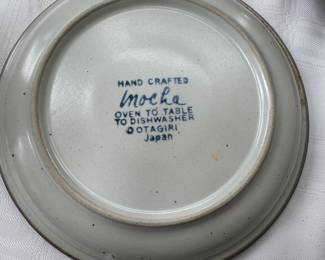 HAND CRAFTED
Mocha
OVEN TO TABLE
TO DISHWASHER
© OTAGIRI
Japan